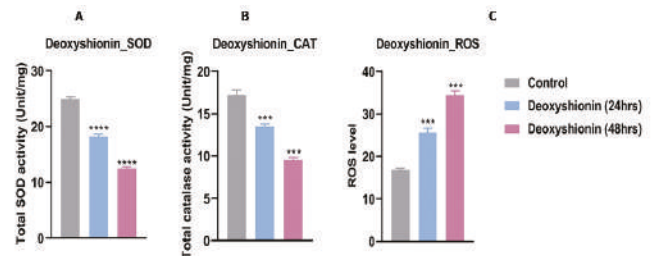 A
B
C
Deoxyshionin_SOD
Deoxyshionin_CAT
Deoxyshionin_ROS
Total SOD activity (Unit/mg)
30
20
10
0
****
****
Total catalase activity (Unit/mg)
20
15
10
5
0
***
***
ROS level
40
30
20
10
0
***
***
Control
Deoxyshionin (24hrs)
Deoxyshionin (48hrs)